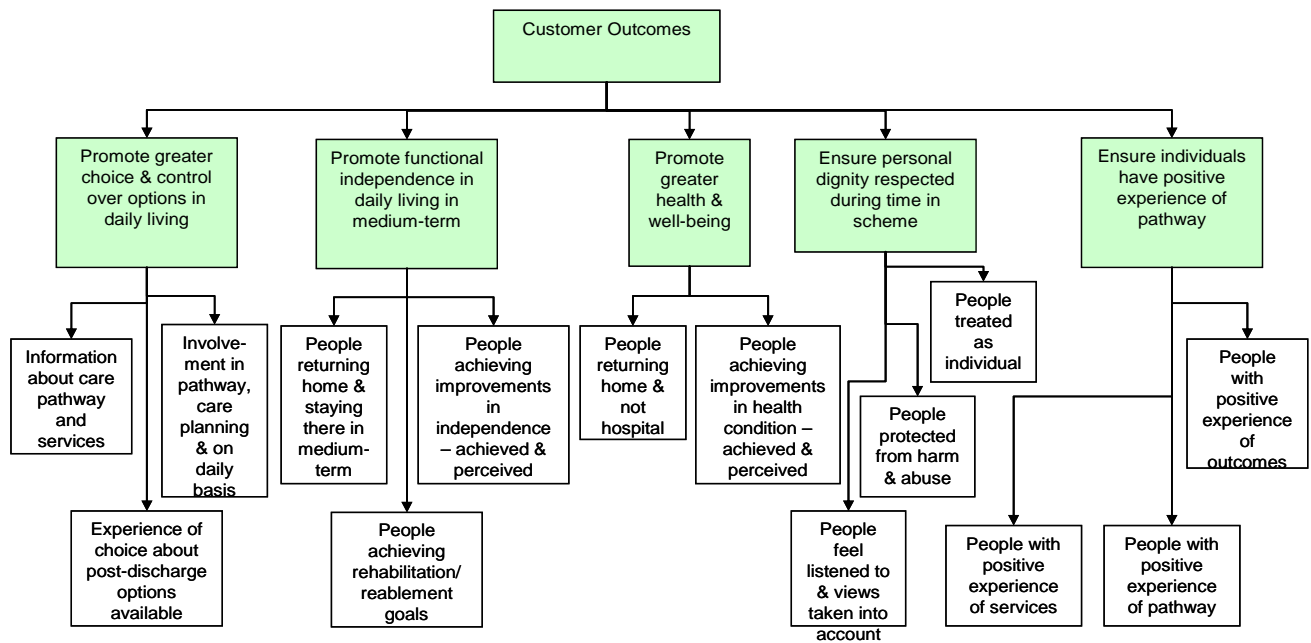 Customer Outcomes
Promote greater
choice & control
over options in
daily living
Promote functional
independence in
daily living in
medium-term
Promote
greater
health &
well-being
Ensure personal
dignity respected
during time in
scheme
Ensure individuals
have positive
experience of
pathway
Information
about care
pathway
and
services
Involve-
ment in
pathway,
care
planning
& on
daily
basis
Experience of
choice about
post-discharge
options
available
People
returning
home &
staying
there in
medium-
term
People
achieving
improvements
in
independence
– achieved &
perceived
People
achieving
rehabilitation/
reablement
goals
People
returning
home &
not
hospital
People
achieving
improvements
in health
condition –
achieved &
perceived
People
treated
as
individual
People
protected
from harm
& abuse
People
feel
listened to
& views
taken into
account
People
with
positive
experience
of
outcomes
People with
positive
experience
of services
People with
positive
experience
of pathway